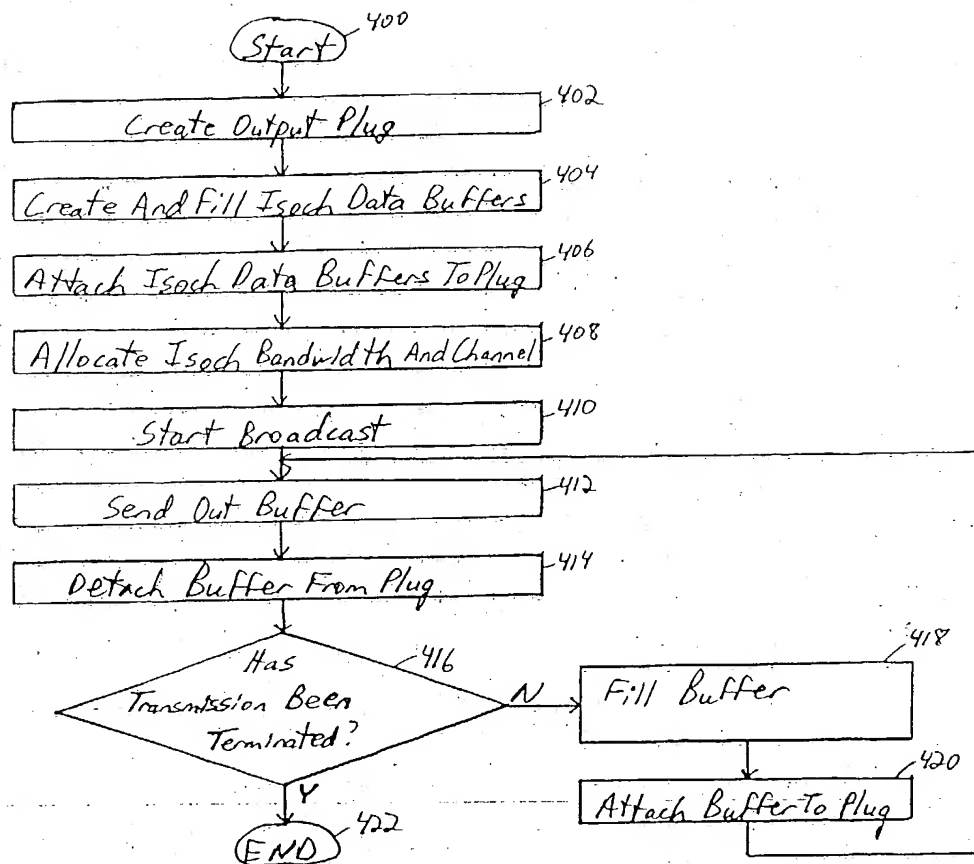 400
Start
402
Create Output Plug
404
Create And Fill Isoch Data Buffers
406
Attach Isoch Data Buffers To Plug
408
Allocate Isoch Bandwidth And Channel
410
Start Broadcast
412
Send Out Buffer
414
Detach Buffer From Plug
416
Has
Transmission Been
Terminated?
N
418
Fill Buffer
420
Attach Buffer To Plug
Y
422
END